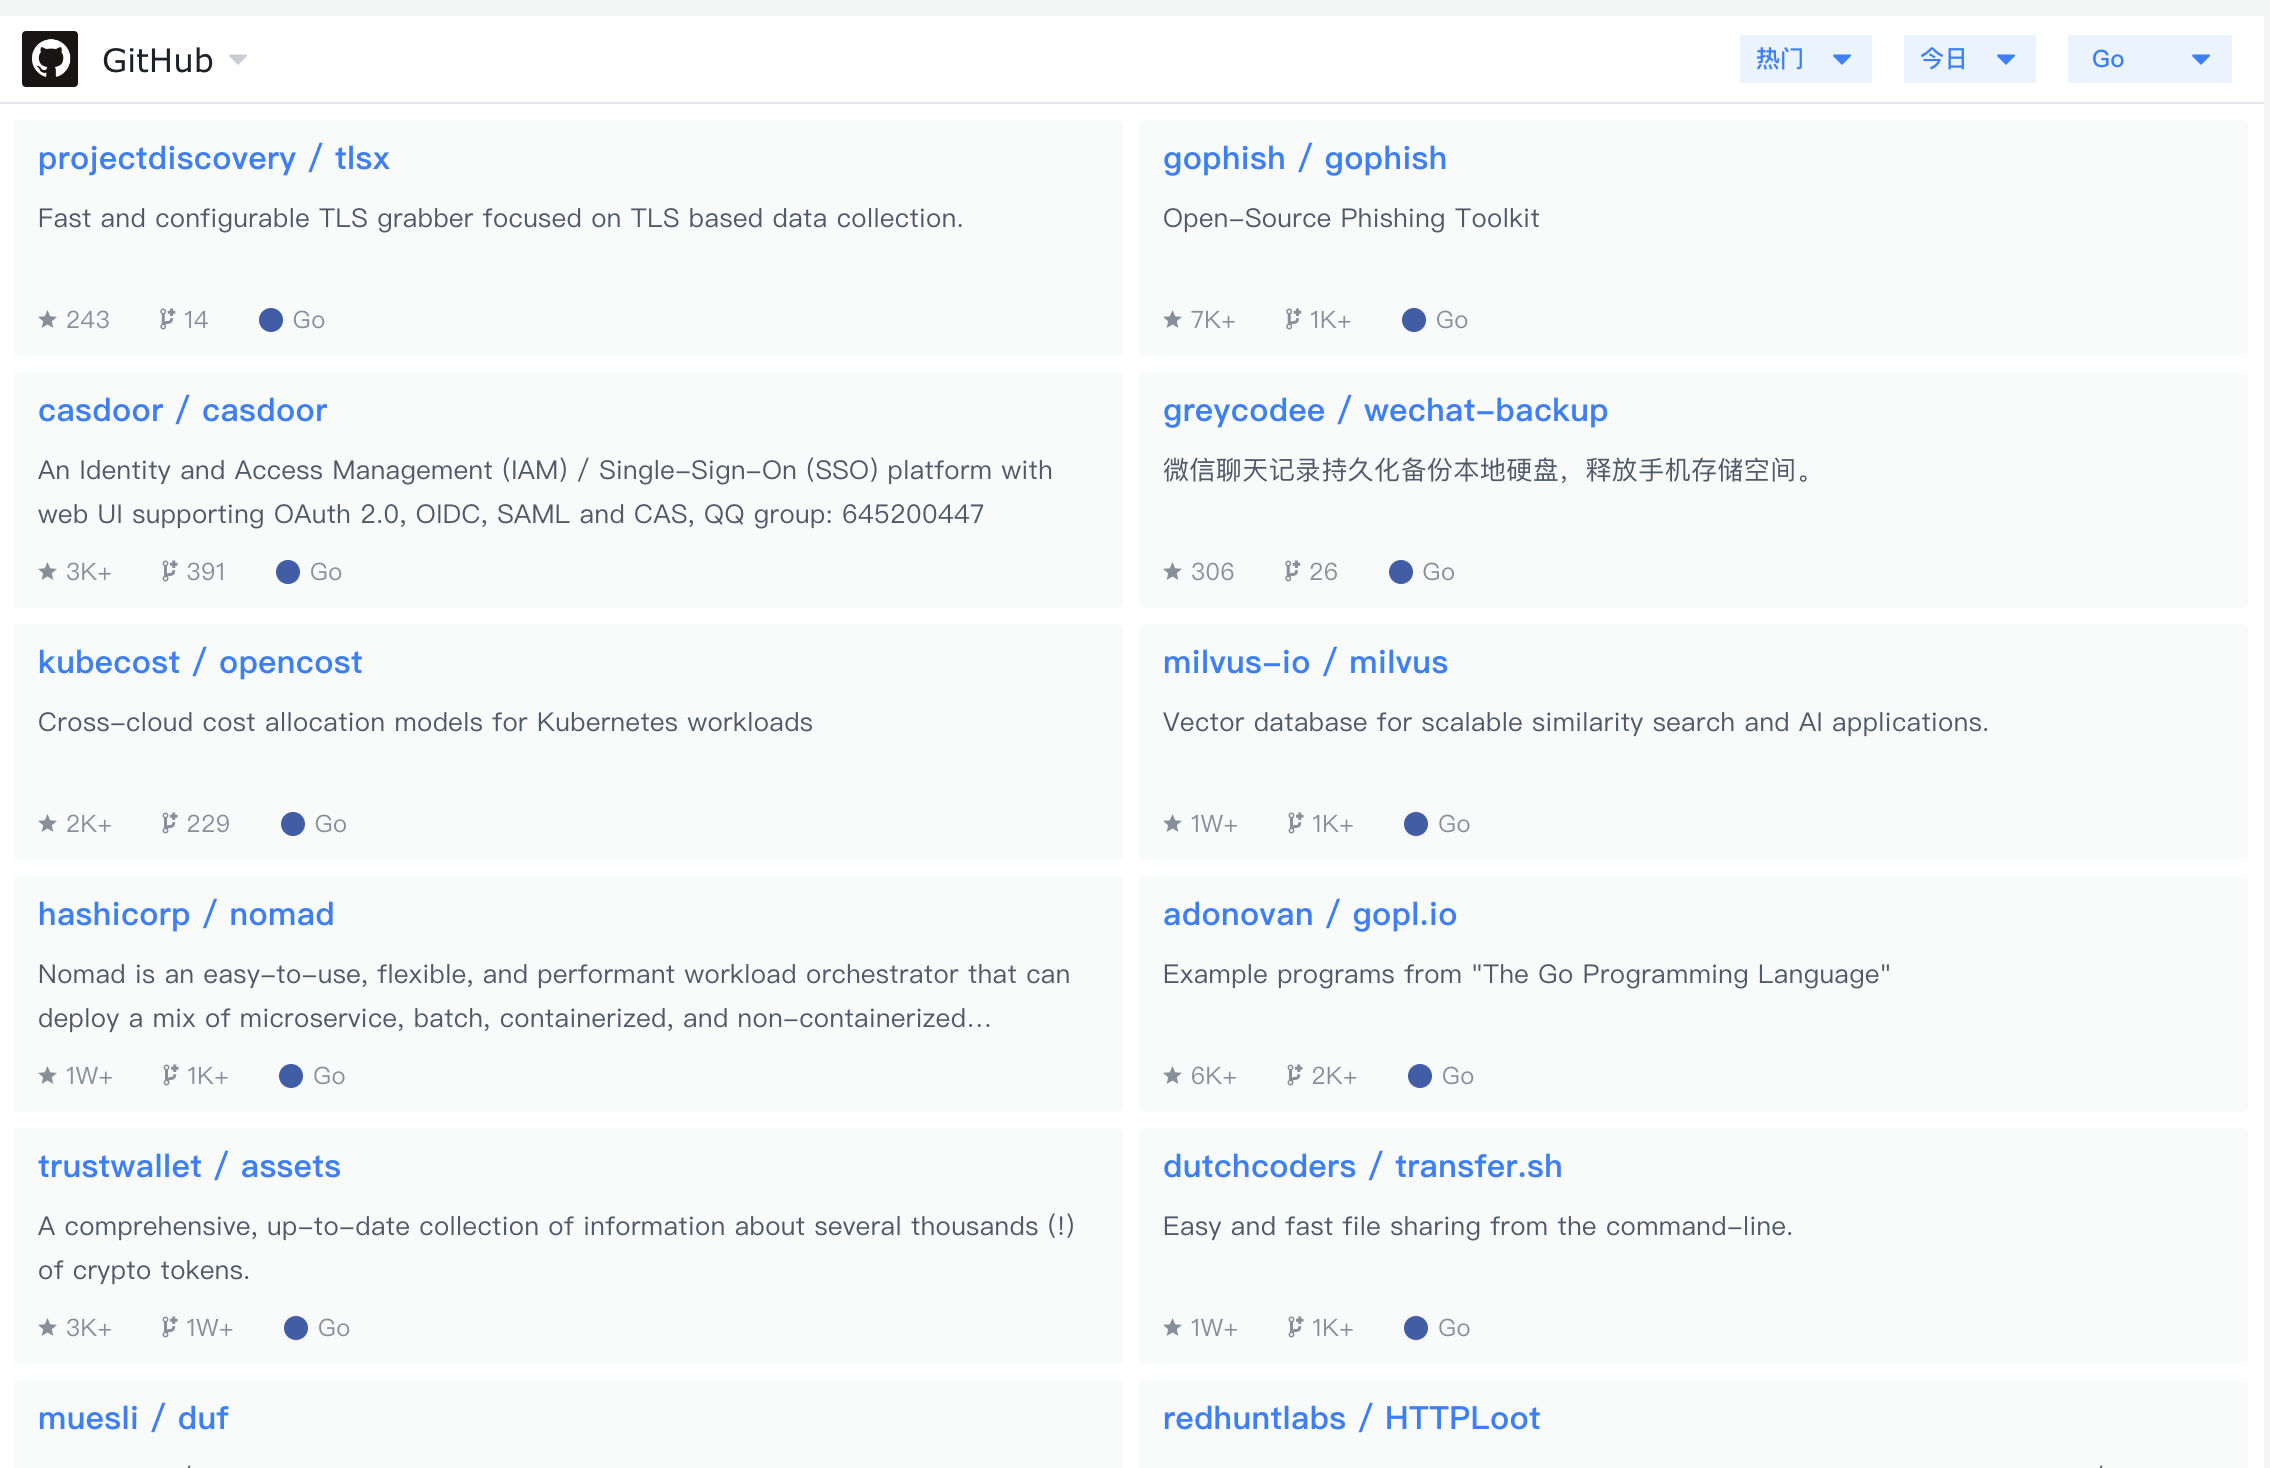 GitHub
热门
今日
Go
projectdiscovery / tlsx
Fast and configurable TLS grabber focused on TLS based data collection.
243 14 Go
gophish / gophish
Open-Source Phishing Toolkit
7K+ 1K+ Go
casdoor / casdoor
An Identity and Access Management (IAM) / Single-Sign-On (SSO) platform with
web UI supporting OAuth 2.0, OIDC, SAML and CAS, QQ group: 645200447
3K+ 391 Go
greycodee / wechat-backup
微信聊天记录持久化备份本地硬盘，释放手机存储空间。
306 26 Go
kubecost / opencost
Cross-cloud cost allocation models for Kubernetes workloads
2K+ 229 Go
milvus-io / milvus
Vector database for scalable similarity search and AI applications.
1W+ 1K+ Go
hashicorp / nomad
Nomad is an easy-to-use, flexible, and performant workload orchestrator that can
deploy a mix of microservice, batch, containerized, and non-containerized...
1W+ 1K+ Go
adonovan / gopl.io
Example programs from "The Go Programming Language"
6K+ 2K+ Go
trustwallet / assets
A comprehensive, up-to-date collection of information about several thousands (!)
of crypto tokens.
3K+ 1W+ Go
dutchcoders / transfer.sh
Easy and fast file sharing from the command-line.
1W+ 1K+ Go
muesli / duf
redhuntlabs / HTTPLoot